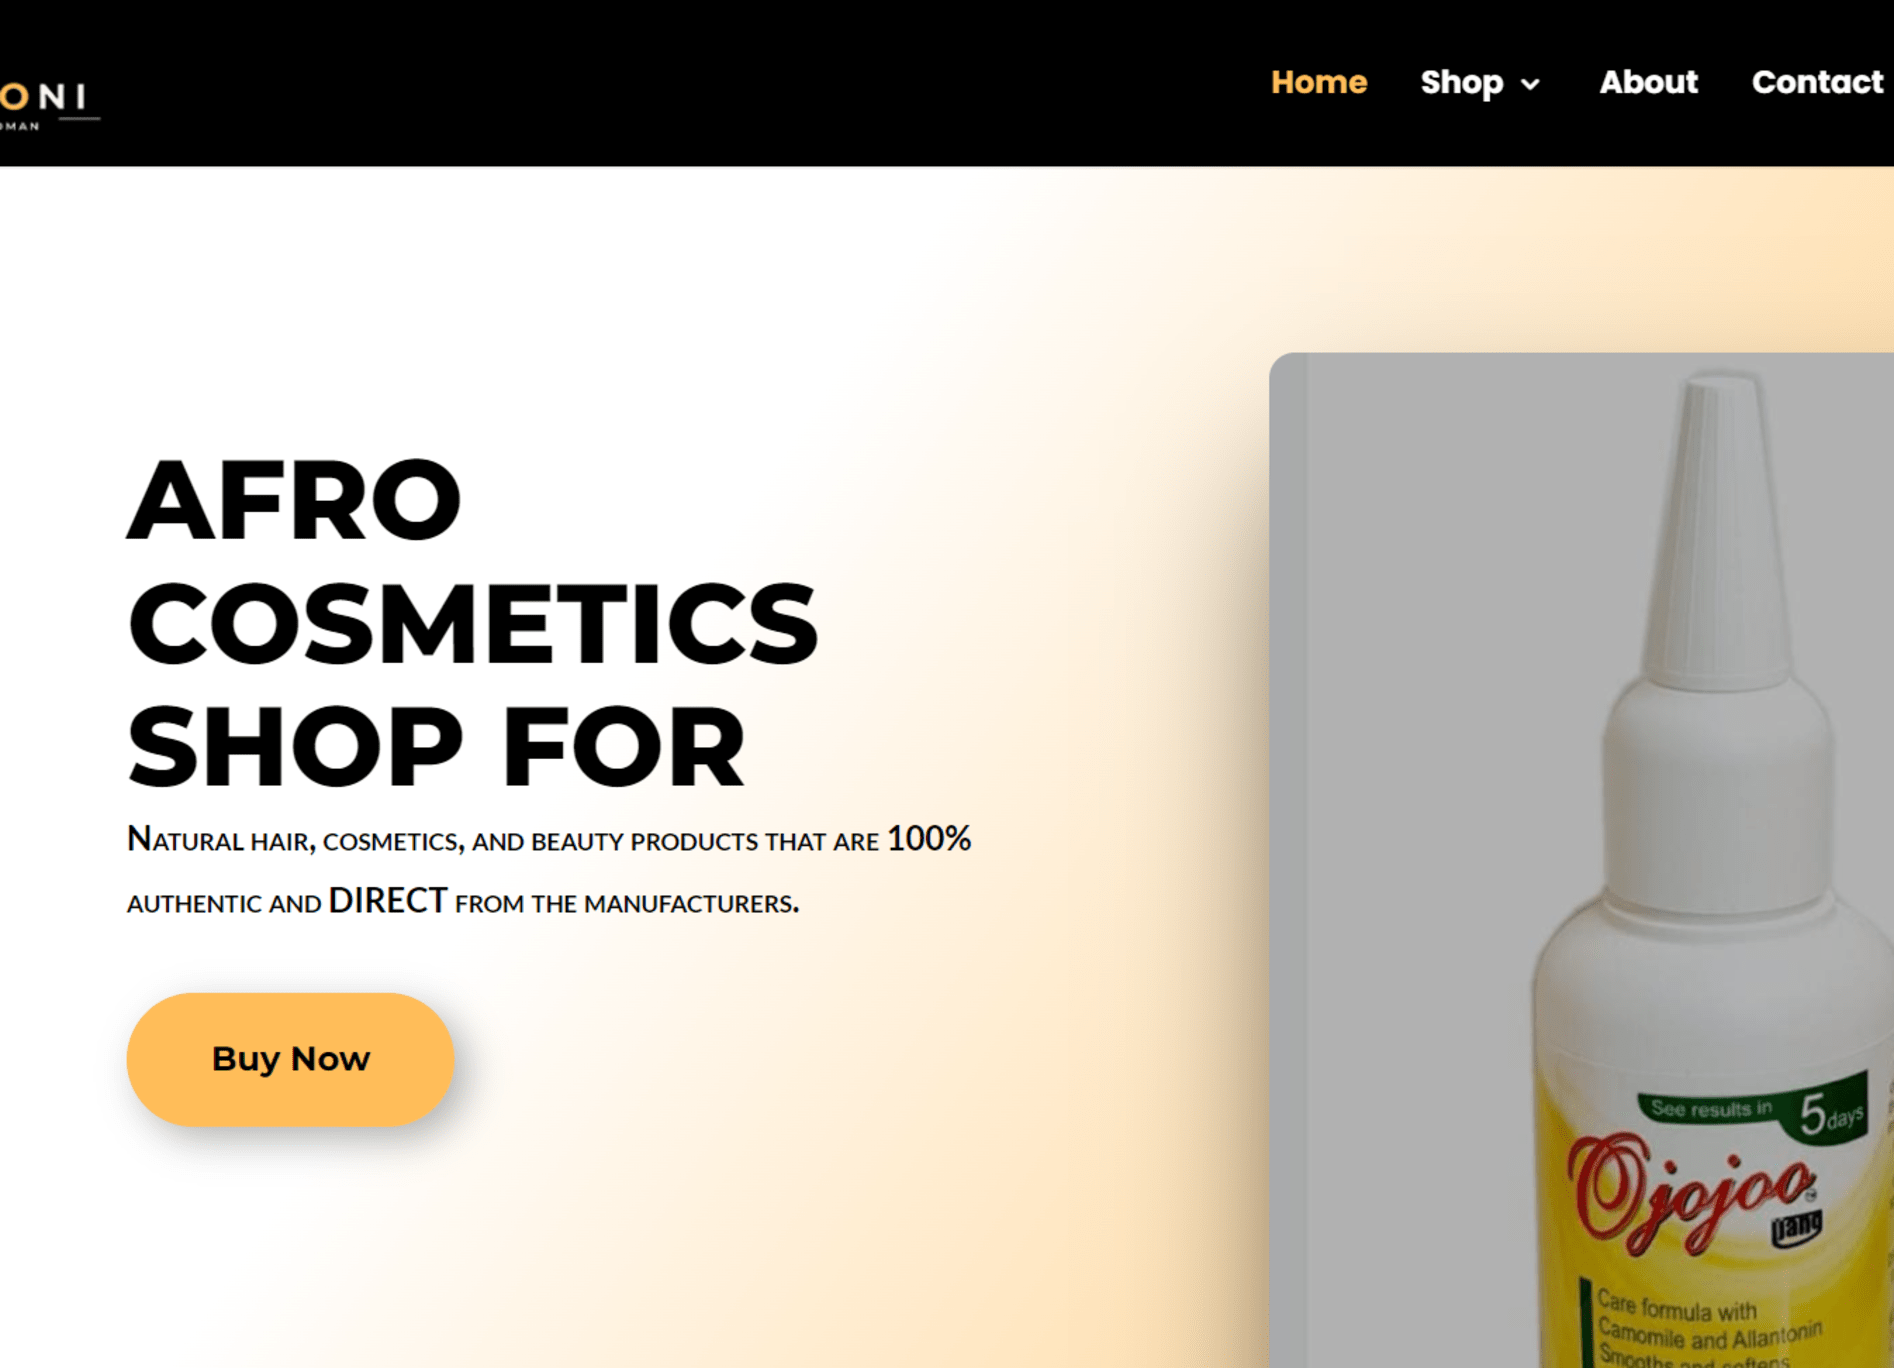 ONI
OMAN
Home Shop About Contact
AFRO
COSMETICS
SHOP FOR
Natural hair, cosmetics, and beauty products that are 100%
authentic and DIRECT from the manufacturers.
Buy Now
See results in 5 days
Ojojoo
Care formula with
Camomile and Allantonin
Smooths and softens